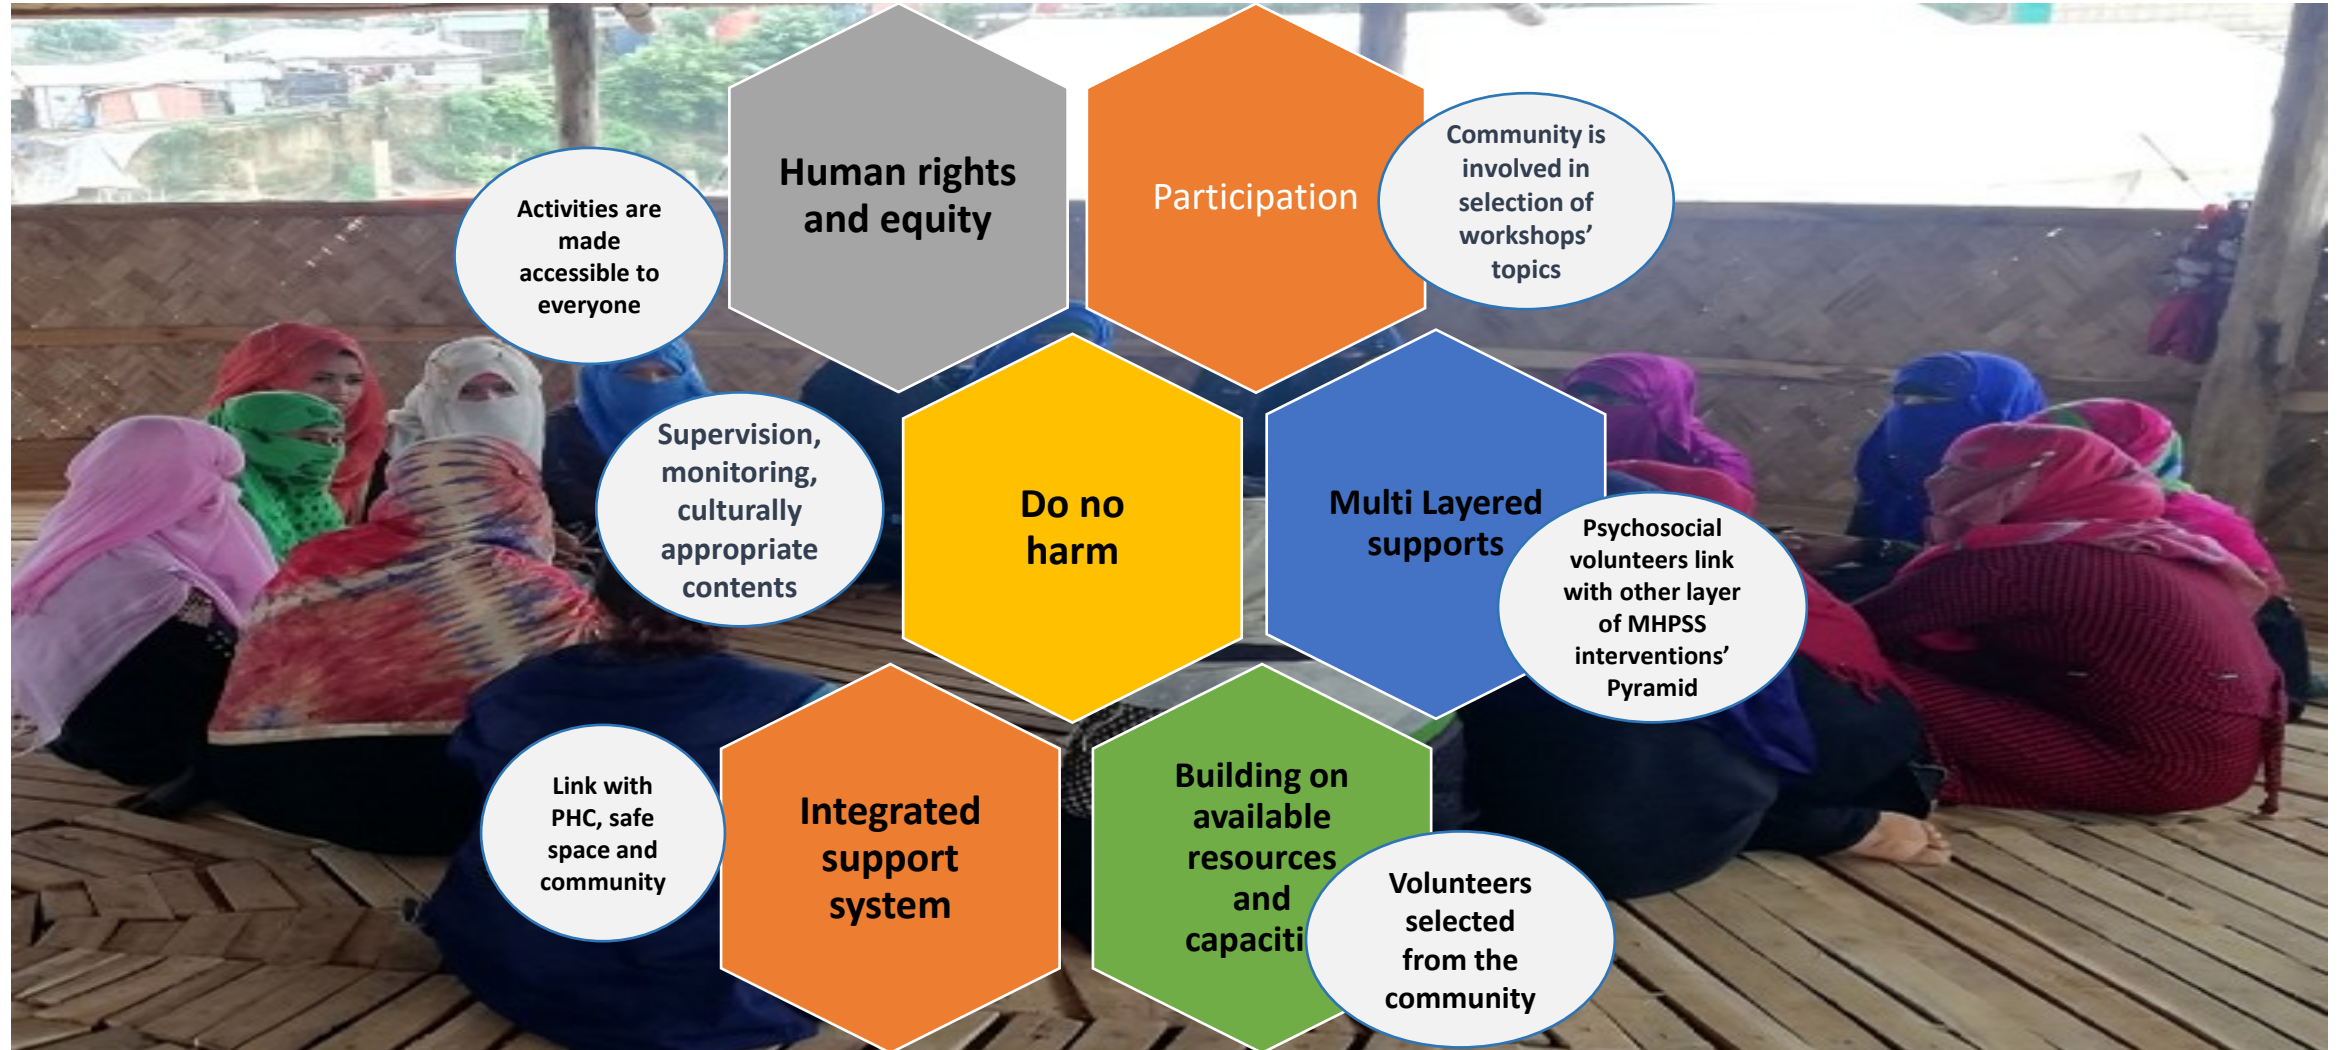 Human rights
and equity
Activities are
made
accessible to
everyone
Participation
Community is
involved in
selection of
workshops’
topics
Do no
harm
Supervision,
monitoring,
culturally
appropriate
contents
Multi Layered
supports
Psychosocial
volunteers link
with other layer
of MHPSS
interventions’
Pyramid
Integrated
support
system
Link with
PHC, safe
space and
community
Building on
available
resources
and
Volunteers
selected
from the
community